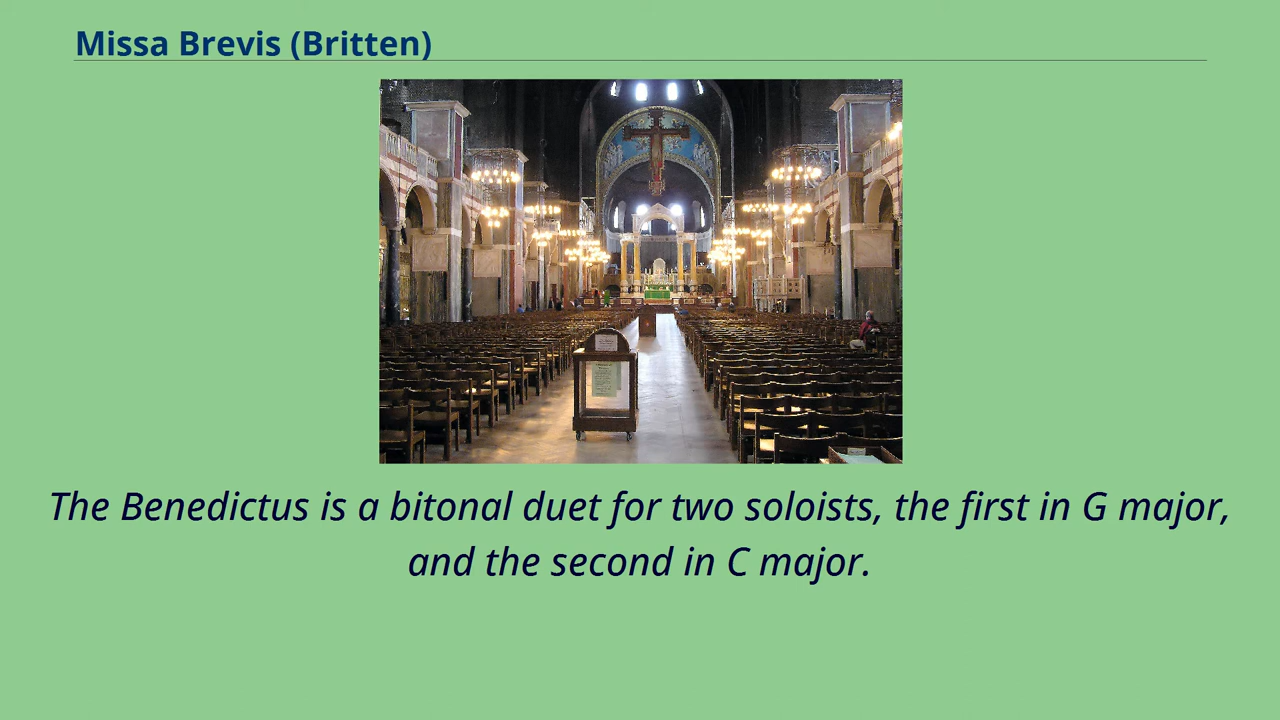 Missa Brevis (Britten)
The Benedictus is a bitonal duet for two soloists, the first in G major,
and the second in C major.